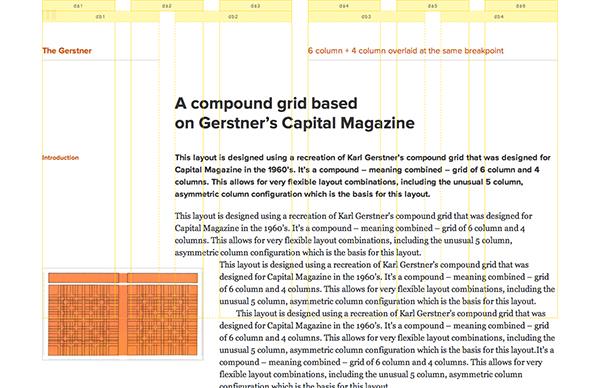 da1 da2 da3 da4 da5 da6
db1 db2 db3 db4
The Gerstner
6 column + 4 column overlaid at the same breakpoint
A compound grid based
on Gerstner's Capital Magazine
Introduction
This layout is designed using a recreation of Karl Gerstner's compound grid that was designed for
Capital Magazine in the 1960's. It's a compound – meaning combined – grid of 6 column and 4
columns. This allows for very flexible layout combinations, including the unusual 5 column,
asymmetric column configuration which is the basis for this layout.
This layout is designed using a recreation of Karl Gerstner's compound grid that was designed for
Capital Magazine in the 1960's. It's a compound – meaning combined – grid of 6 column and 4
columns. This allows for very flexible layout combinations, including the unusual 5 column,
asymmetric column configuration which is the basis for this layout.
This layout is designed using a recreation of Karl Gerstner's compound grid that was
designed for Capital Magazine in the 1960's. It's a compound – meaning combined – grid
of 6 column and 4 columns. This allows for very flexible layout combinations, including the
unusual 5 column, asymmetric column configuration which is the basis for this layout.
This layout is designed using a recreation of Karl Gerstner's compound grid that was
designed for Capital Magazine in the 1960's. It's a compound – meaning combined – grid
of 6 column and 4 columns. This allows for very flexible layout combinations, including the
unusual 5 column, asymmetric column configuration which is the basis for this layout.It's a
compound – meaning combined – grid of 6 column and 4 columns. This allows for very
flexible layout combinations, including the unusual 5 column, asymmetric column
configuration which is the basis for this layout.